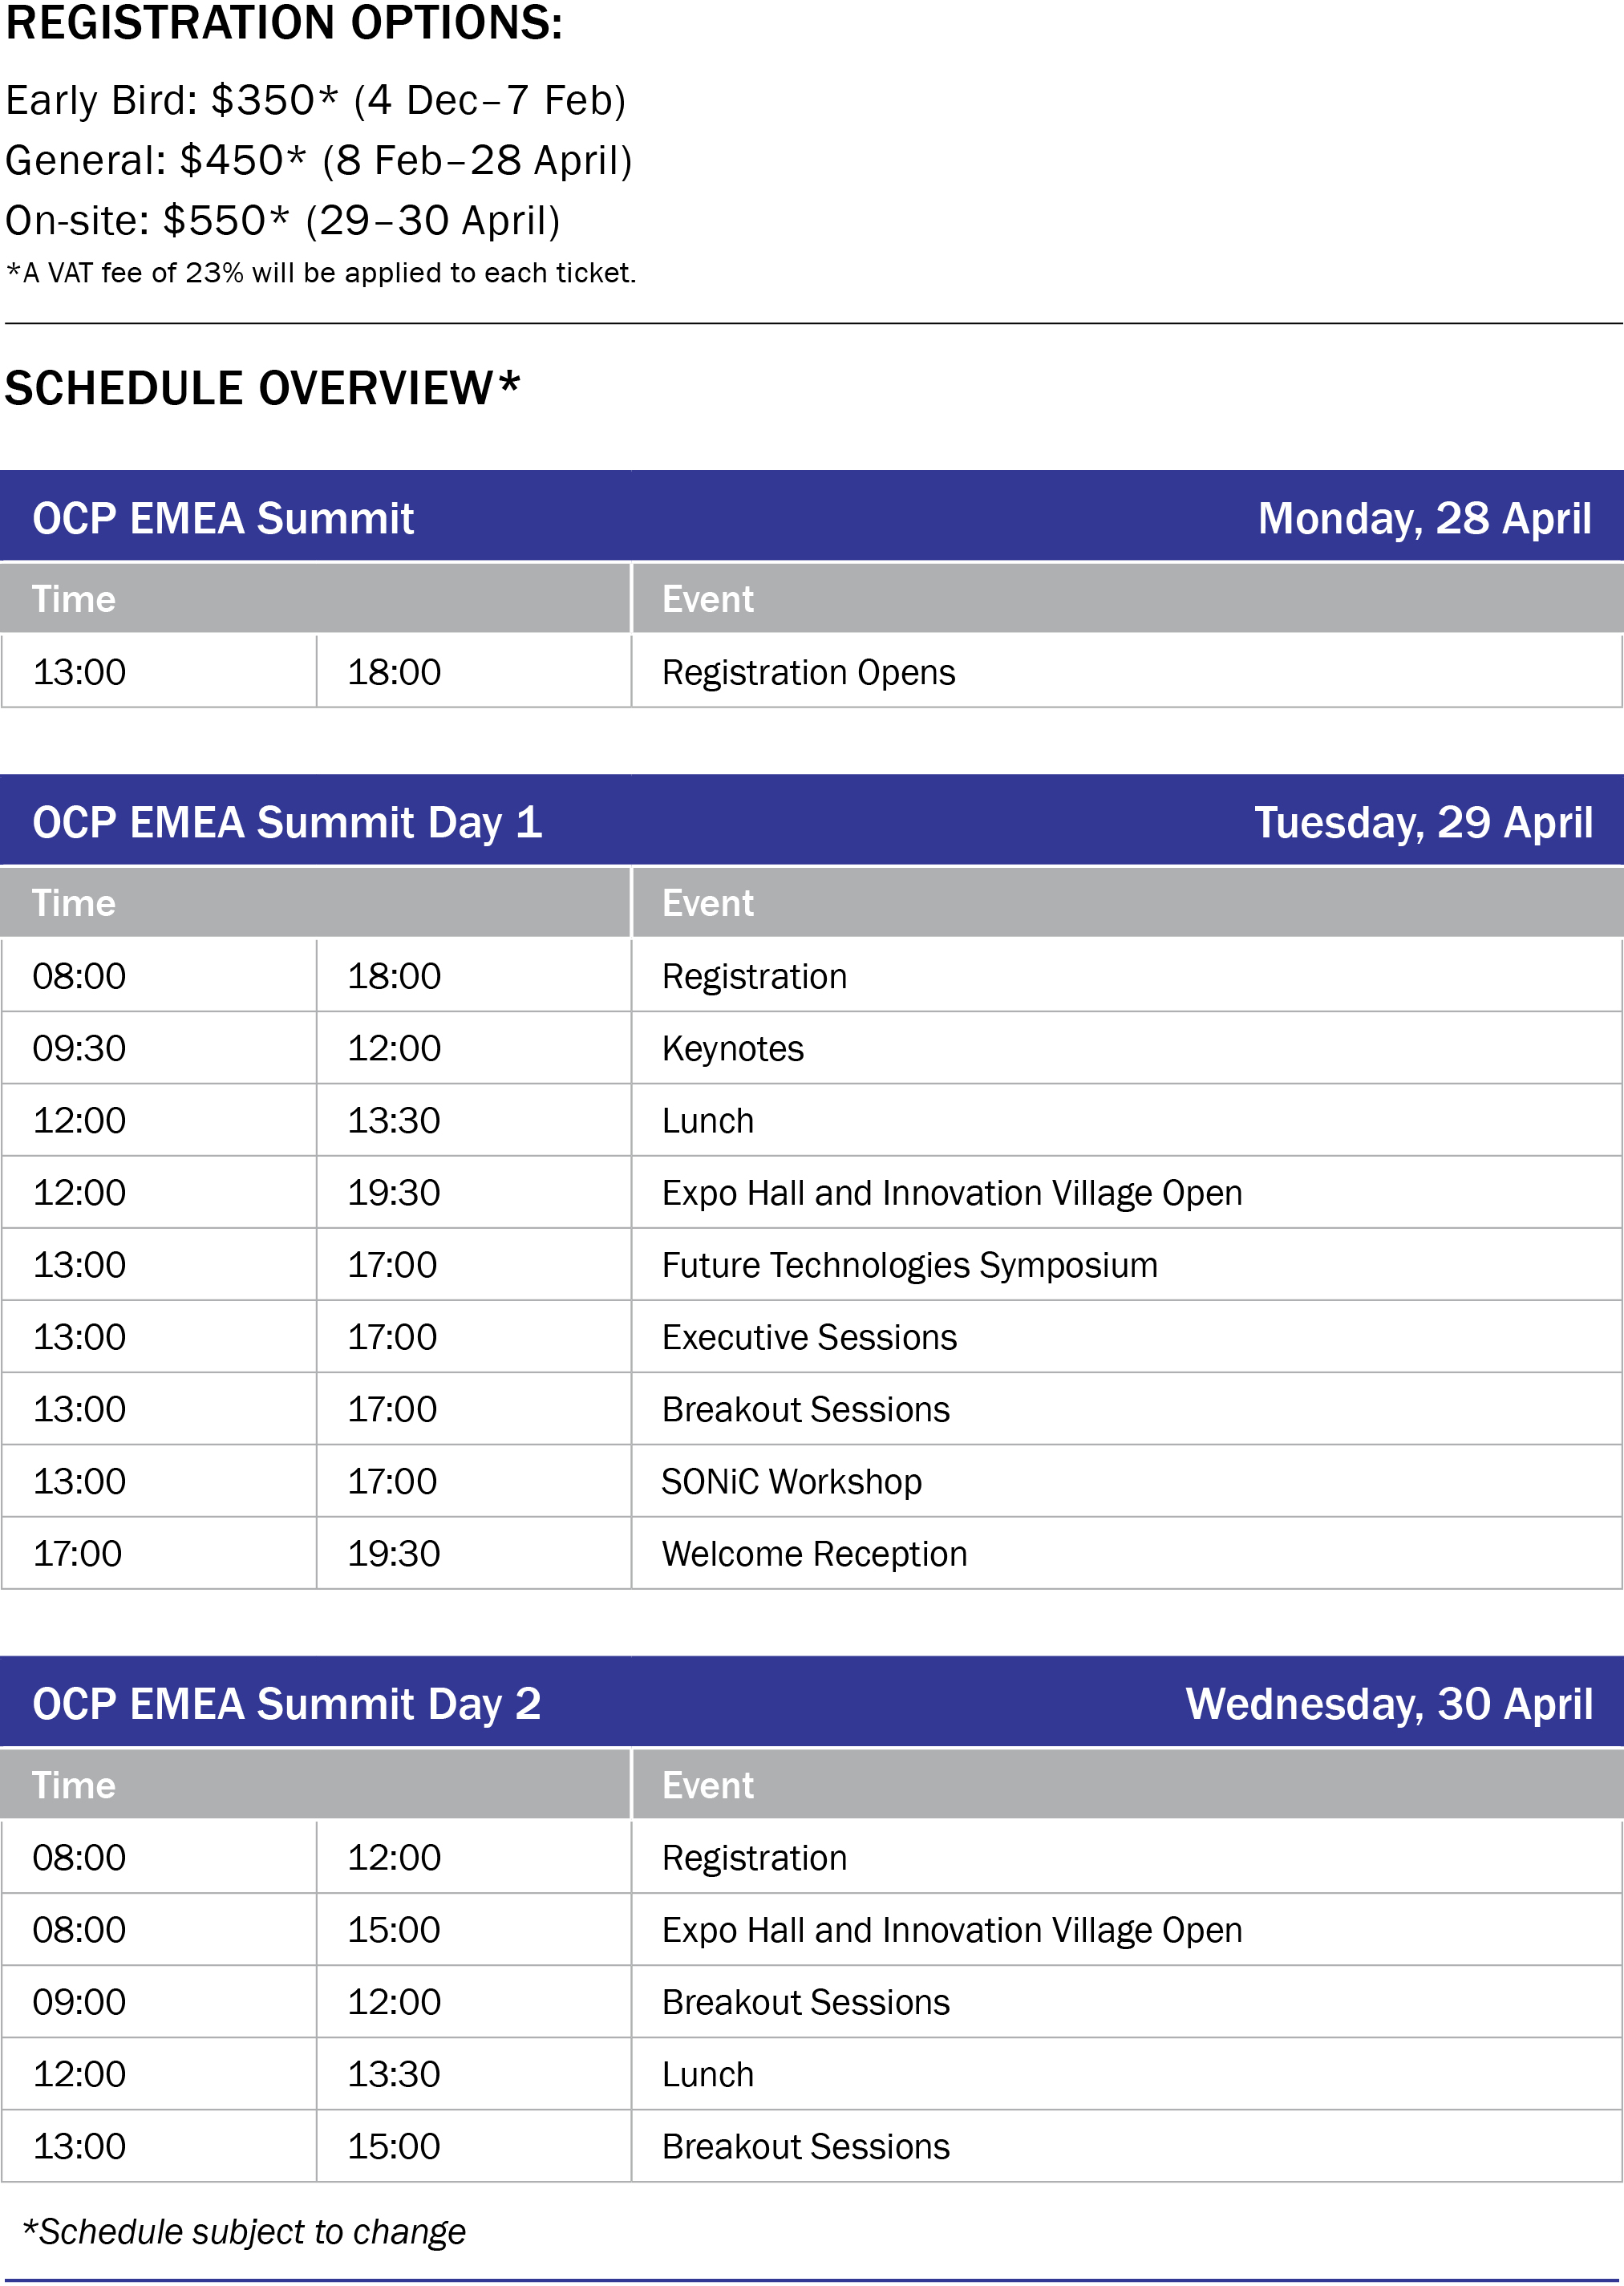 REGISTRATION OPTIONS:
Early Bird: $350* (4 Dec–7 Feb)
General: $450* (8 Feb–28 April)
On-site: $550* (29–30 April)
*A VAT fee of 23% will be applied to each ticket.
SCHEDULE OVERVIEW*
OCP EMEA Summit Monday, 28 April
Time Event
13:00 18:00 Registration Opens
OCP EMEA Summit Day 1 Tuesday, 29 April
Time Event
08:00 18:00 Registration
09:30 12:00 Keynotes
12:00 13:30 Lunch
12:00 19:30 Expo Hall and Innovation Village Open
13:00 17:00 Future Technologies Symposium
13:00 17:00 Executive Sessions
13:00 17:00 Breakout Sessions
13:00 17:00 SONiC Workshop
17:00 19:30 Welcome Reception
OCP EMEA Summit Day 2 Wednesday, 30 April
Time Event
08:00 12:00 Registration
08:00 15:00 Expo Hall and Innovation Village Open
09:00 12:00 Breakout Sessions
12:00 13:30 Lunch
13:00 15:00 Breakout Sessions
*Schedule subject to change